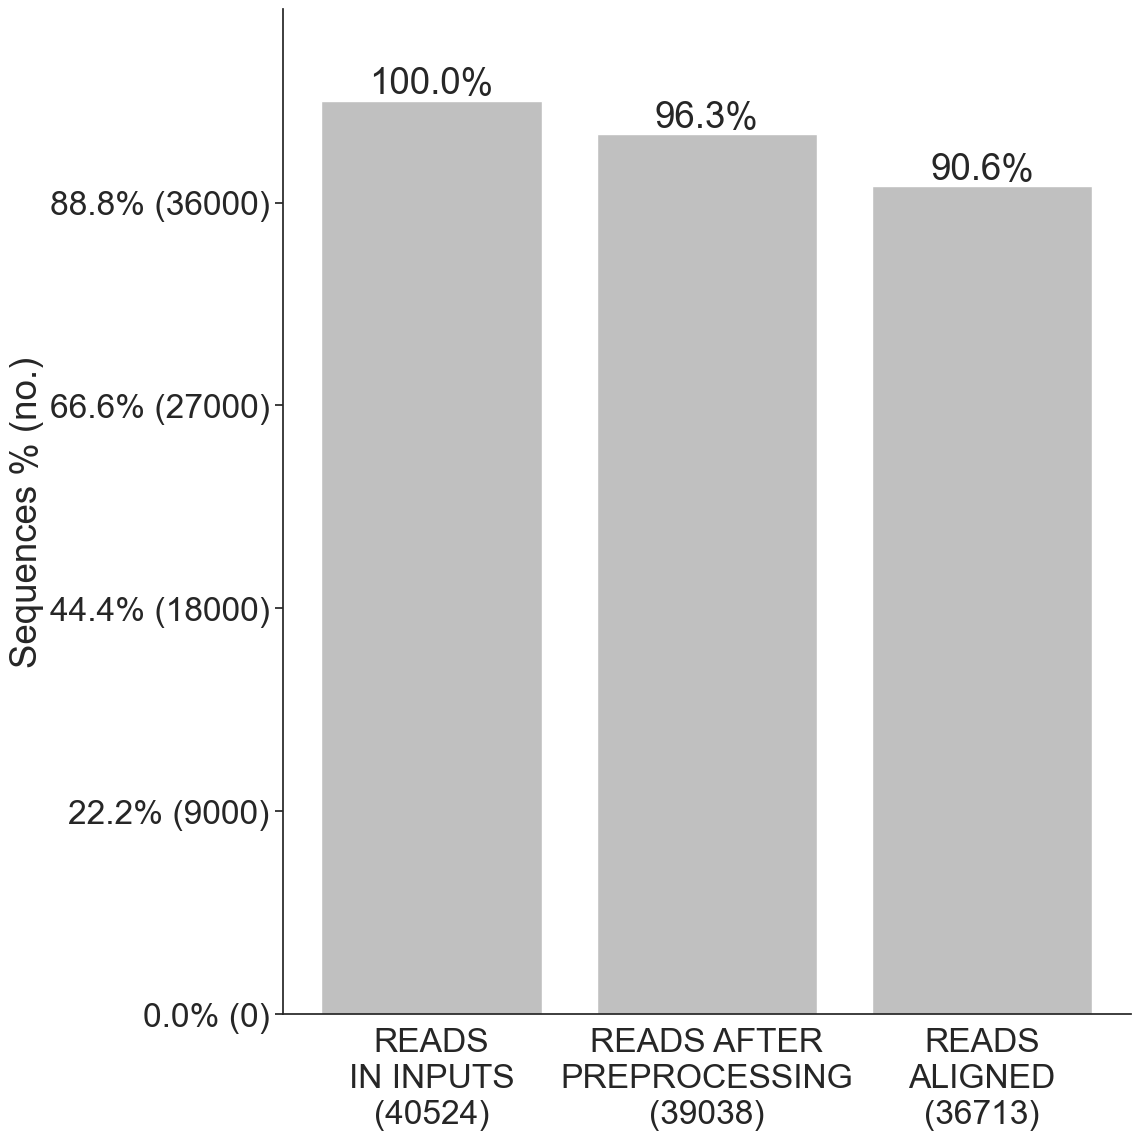 Sequences % (no.)
100.0%
96.3%
90.6%
88.8% (36000)
66.6% (27000)
44.4% (18000)
22.2% (9000)
0.0% (0)
READS
IN INPUTS
(40524)
READS AFTER
PREPROCESSING
(39038)
READS
ALIGNED
(36713)